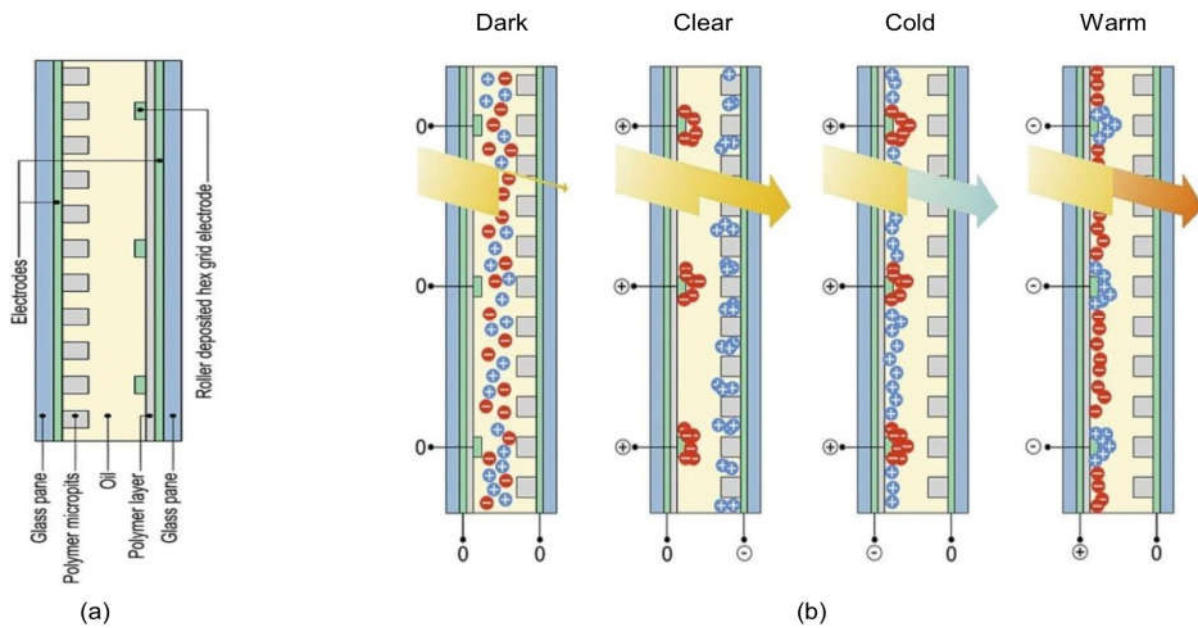 Dark
Clear
Cold
Warm
Electrodes
Roller deposited hex grid electrode
Glass pane
Polymer micropits
Oil
Polymer layer
Glass pane
0
0
0
0
0
+
+
+
0
-
+
+
+
-
0
-
-
-
+
0
(a)
(b)